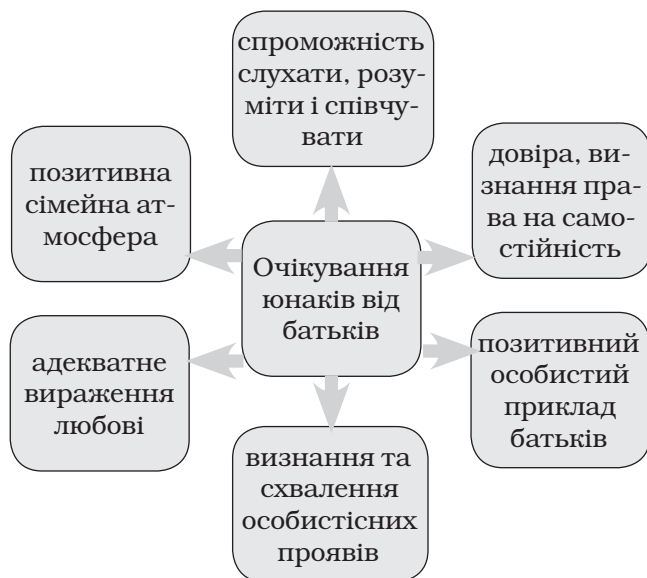 спроможність
слухати, розу-
міти і співчу-
вати
позитивна
сімейна ат-
мосфера
довіра, ви-
знання пра-
ва на само-
стійність
Очікування
юнаків від
батьків
адекватне
вираження
любові
позитивний
особистий
приклад
батьків
визнання та
схвалення
особистісних
проявів